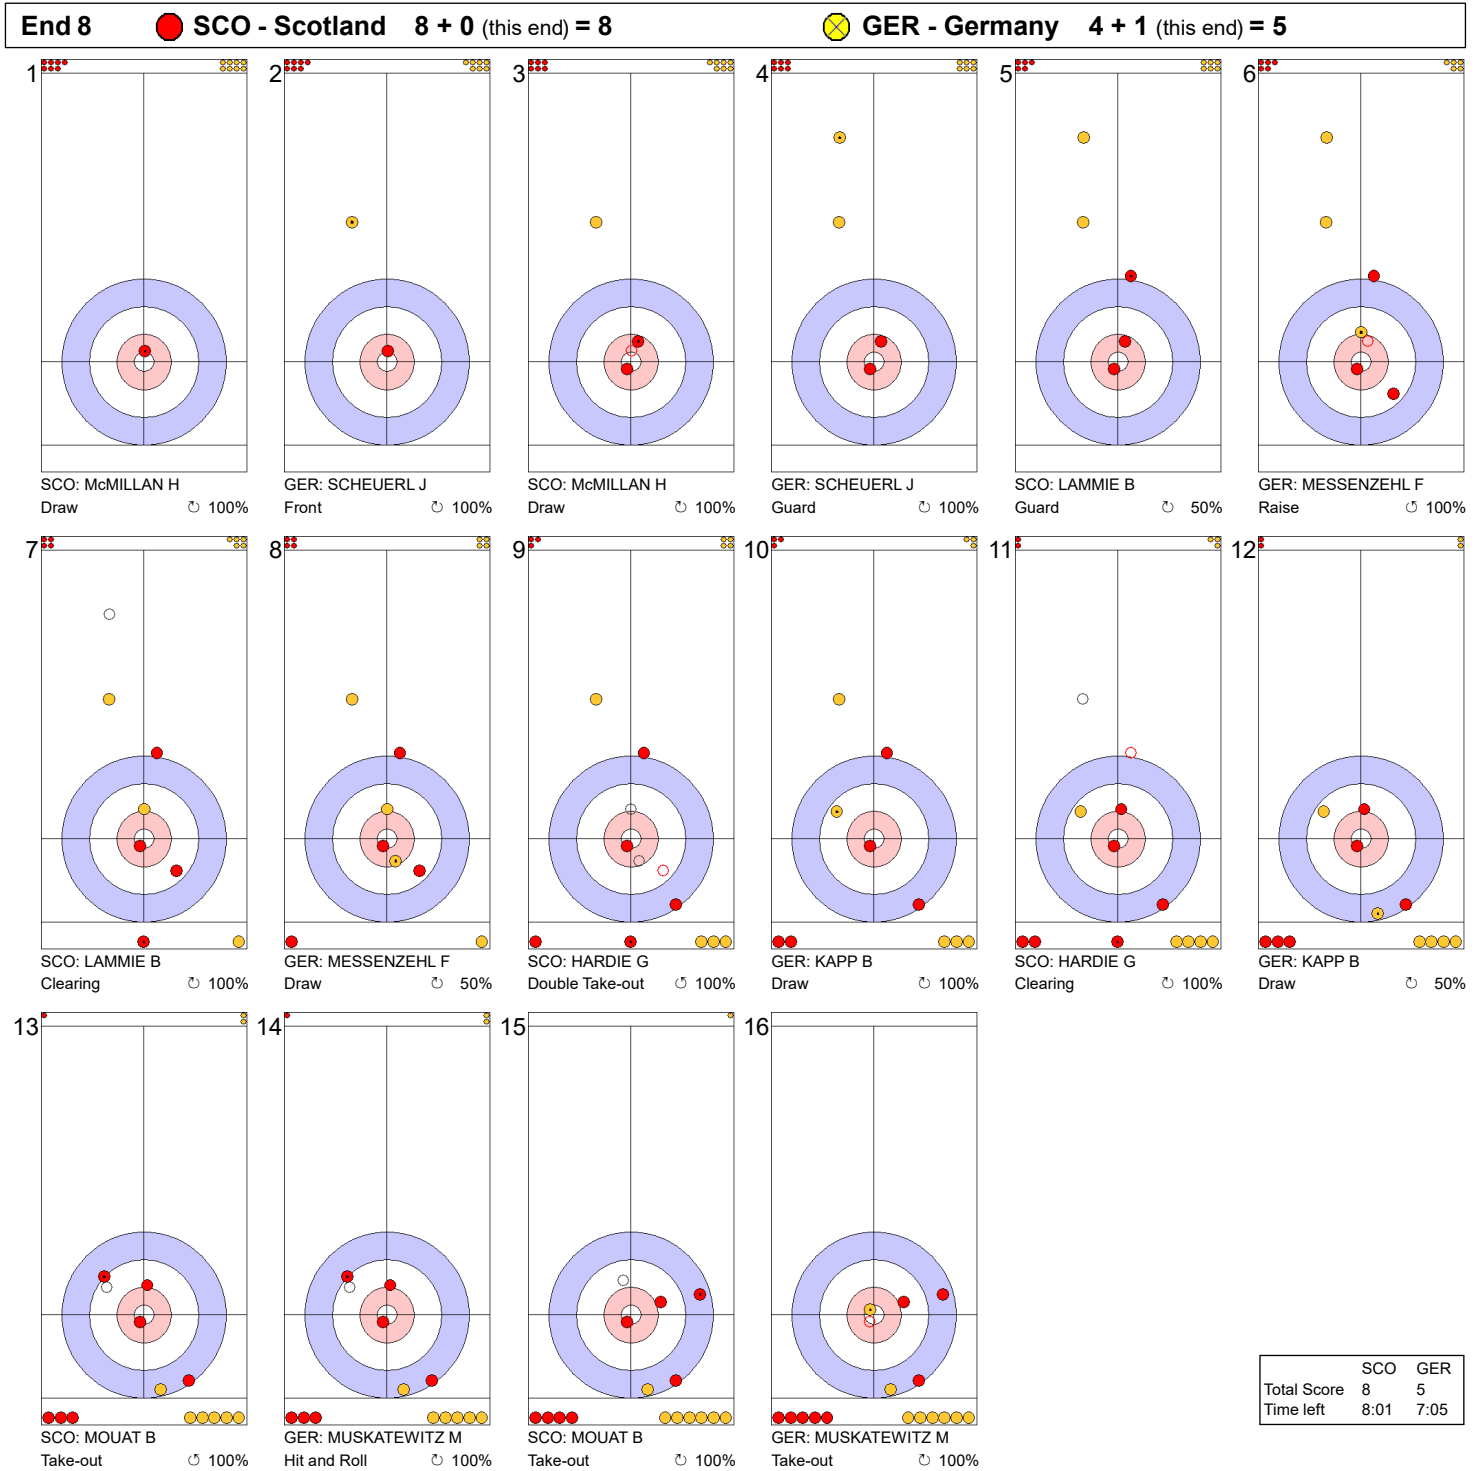 End 8 SCO - Scotland 8 + 0 (this end) = 8 GER - Germany 4 + 1 (this end) = 5
1 2 3 4 5 6
SCO: McMILLAN H GER: SCHEUERL J SCO: McMILLAN H GER: SCHEUERL J SCO: LAMMIE B GER: MESSENZEHL F
Draw ↻ 100% Front ↻ 100% Draw ↻ 100% Guard ↻ 100% Guard ↻ 50% Raise ↺ 100%
7 8 9 10 11 12
SCO: LAMMIE B GER: MESSENZEHL F SCO: HARDIE G GER: KAPP B SCO: HARDIE G GER: KAPP B
Clearing ↻ 100% Draw ↻ 50% Double Take-out ↺ 100% Draw ↺ 100% Clearing ↻ 100% Draw ↻ 50%
13 14 15 16
SCO: MOUAT B GER: MUSKATEWITZ M SCO: MOUAT B GER: MUSKATEWITZ M
Take-out ↺ 100% Hit and Roll ↻ 100% Take-out ↻ 100% Take-out ↻ 100%
SCO GER
Total Score 8 5
Time left 8:01 7:05